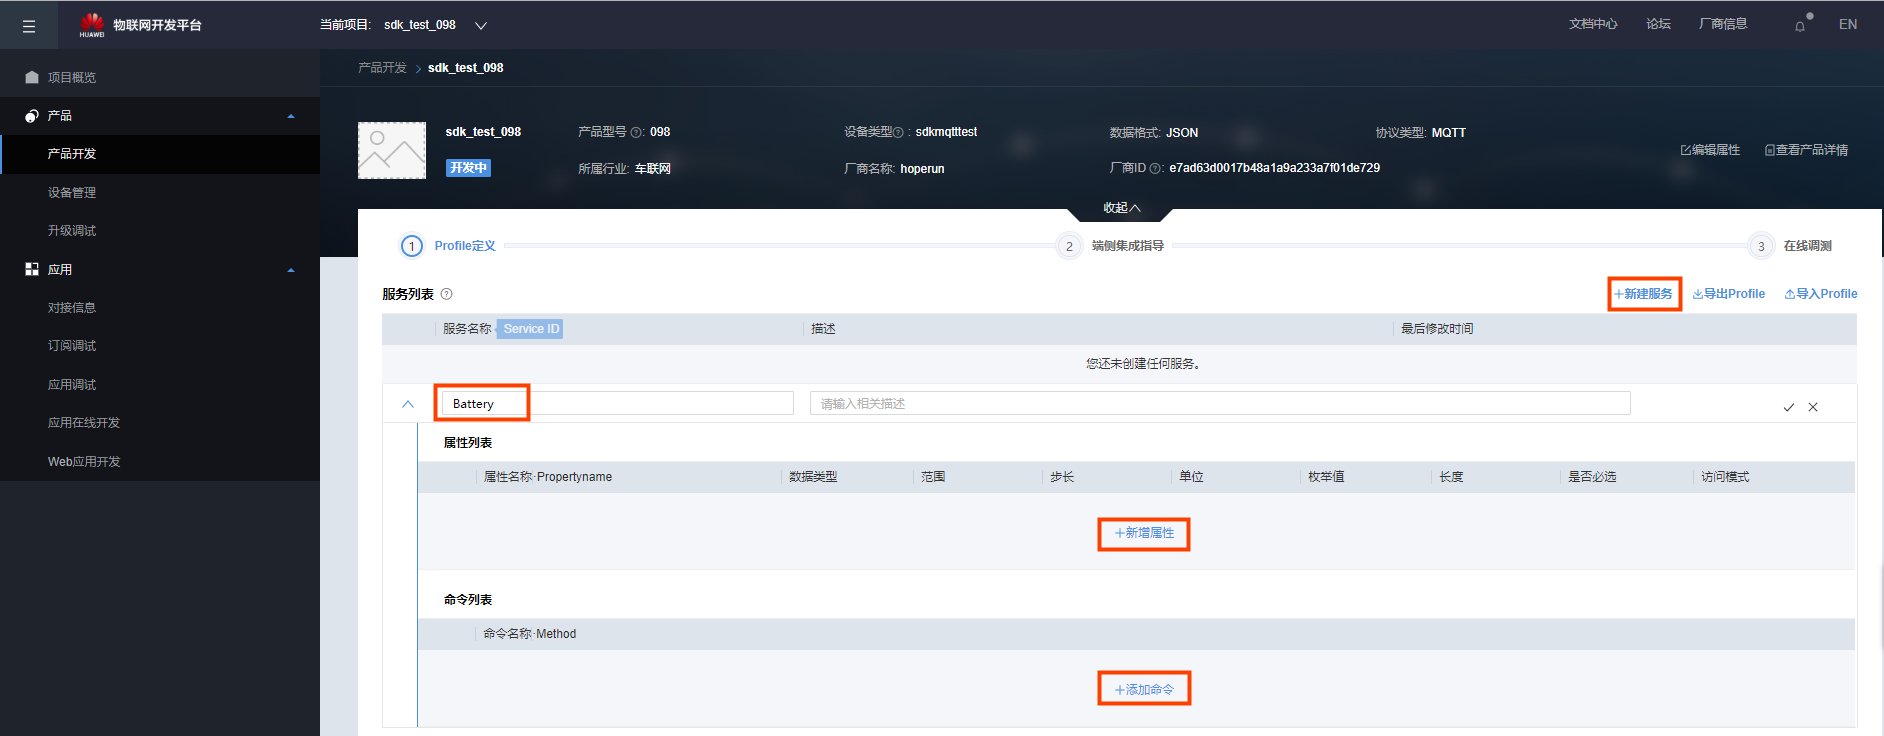 HUAWEI 物联网开发平台 当前项目: sdk_test_098 文档中心 论坛 厂商信息 EN
项目概览
产品
产品开发
设备管理
升级调试
应用
对接信息
订阅调试
应用调试
应用在线开发
Web应用开发
产品开发 sdk_test_098
sdk_test_098 产品型号 ?: 098 设备类型?: sdkmqtttest 数据格式: JSON 协议类型: MQTT
编辑属性 查看产品详情
开发中 所属行业: 车联网 厂商名称: hoperun 厂商ID ?: e7ad63d0017b48a1a9a233a7f01de729
收起
1 Profile定义 2 端侧集成指导 3 在线调测
服务列表 ? +新建服务 导出Profile 导入Profile
服务名称 - Service ID 描述 最后修改时间
您还未创建任何服务。
Battery 请输入相关描述
属性列表
属性名称·Propertyname 数据类型 范围 步长 单位 枚举值 长度 是否必选 访问模式
+新增属性
命令列表
命令名称·Method
+添加命令